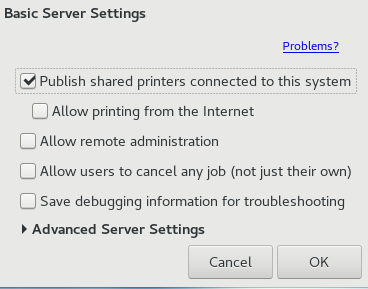 Basic Server Settings
Problems?
Publish shared printers connected to this system
Allow printing from the Internet
Allow remote administration
Allow users to cancel any job (not just their own)
Save debugging information for troubleshooting
Advanced Server Settings
Cancel OK